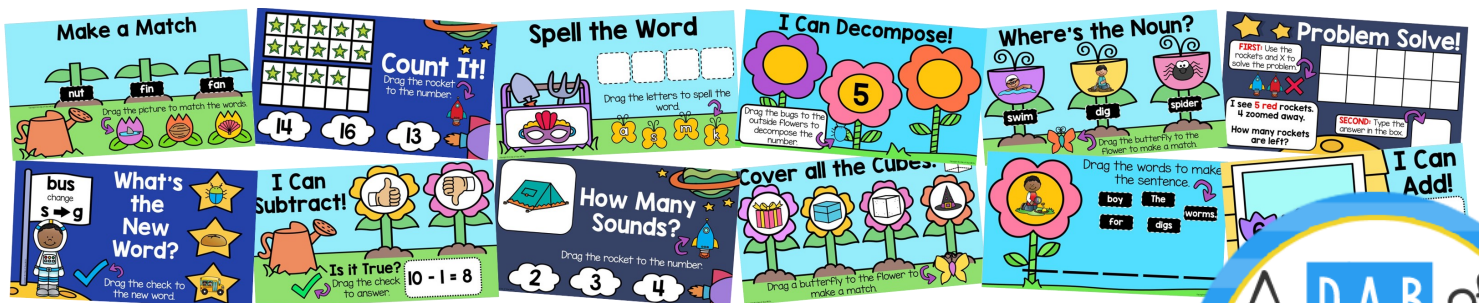 Make a Match
nut
fin
fan
Drag the picture to match the words.
Count It!
Drag the rocket
to the number.
14
16
13
Spell the Word
Drag the letters to spell the
word.
a
s
m
k
I Can Decompose!
5
Drag the bugs to the
outside flowers to
decompose the
number.
Where's the Noun?
swim
dig
spider
Drag the butterfly to the
flower to make a match.
Problem Solve!
FIRST: Use the
rockets and X to
solve the problem.
I see 5 red rockets.
4 zoomed away.
How many rockets
are left?
SECOND: Type the
answer in the box.
bus
change
s → g
What's
the
New
Word?
Drag the check to
the new word.
I Can
Subtract!
Is it True?
Drag the check
to answer.
10 - 1 = 8
How Many
Sounds?
Drag the rocket to the number.
2
3
4
Cover all the Cubes!
Drag a butterfly to the flower to
make a match.
Drag the words to make
the sentence.
boy
The
for
digs
worms.
I Can
Add!
6
A DAB of